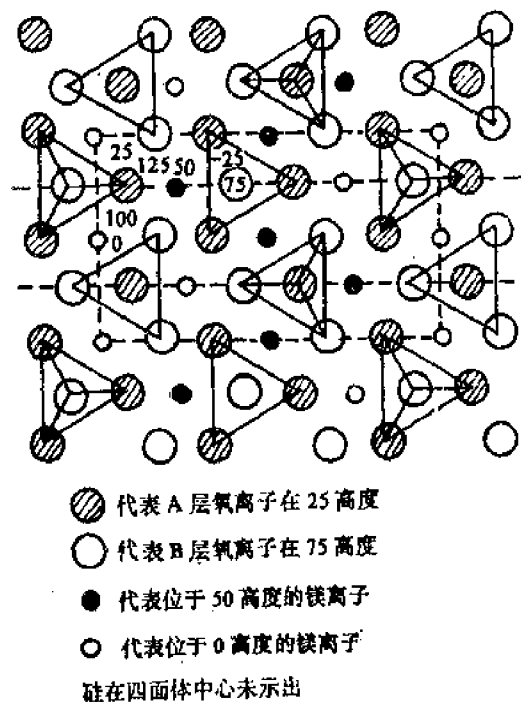 25
125 50
-25
75
100
0
代表 A 层氧离子在 25 高度
代表 B 层氧离子在 75 高度
代表位于 50 高度的镁离子
代表位于 0 高度的镁离子
硅在四面体中心未示出